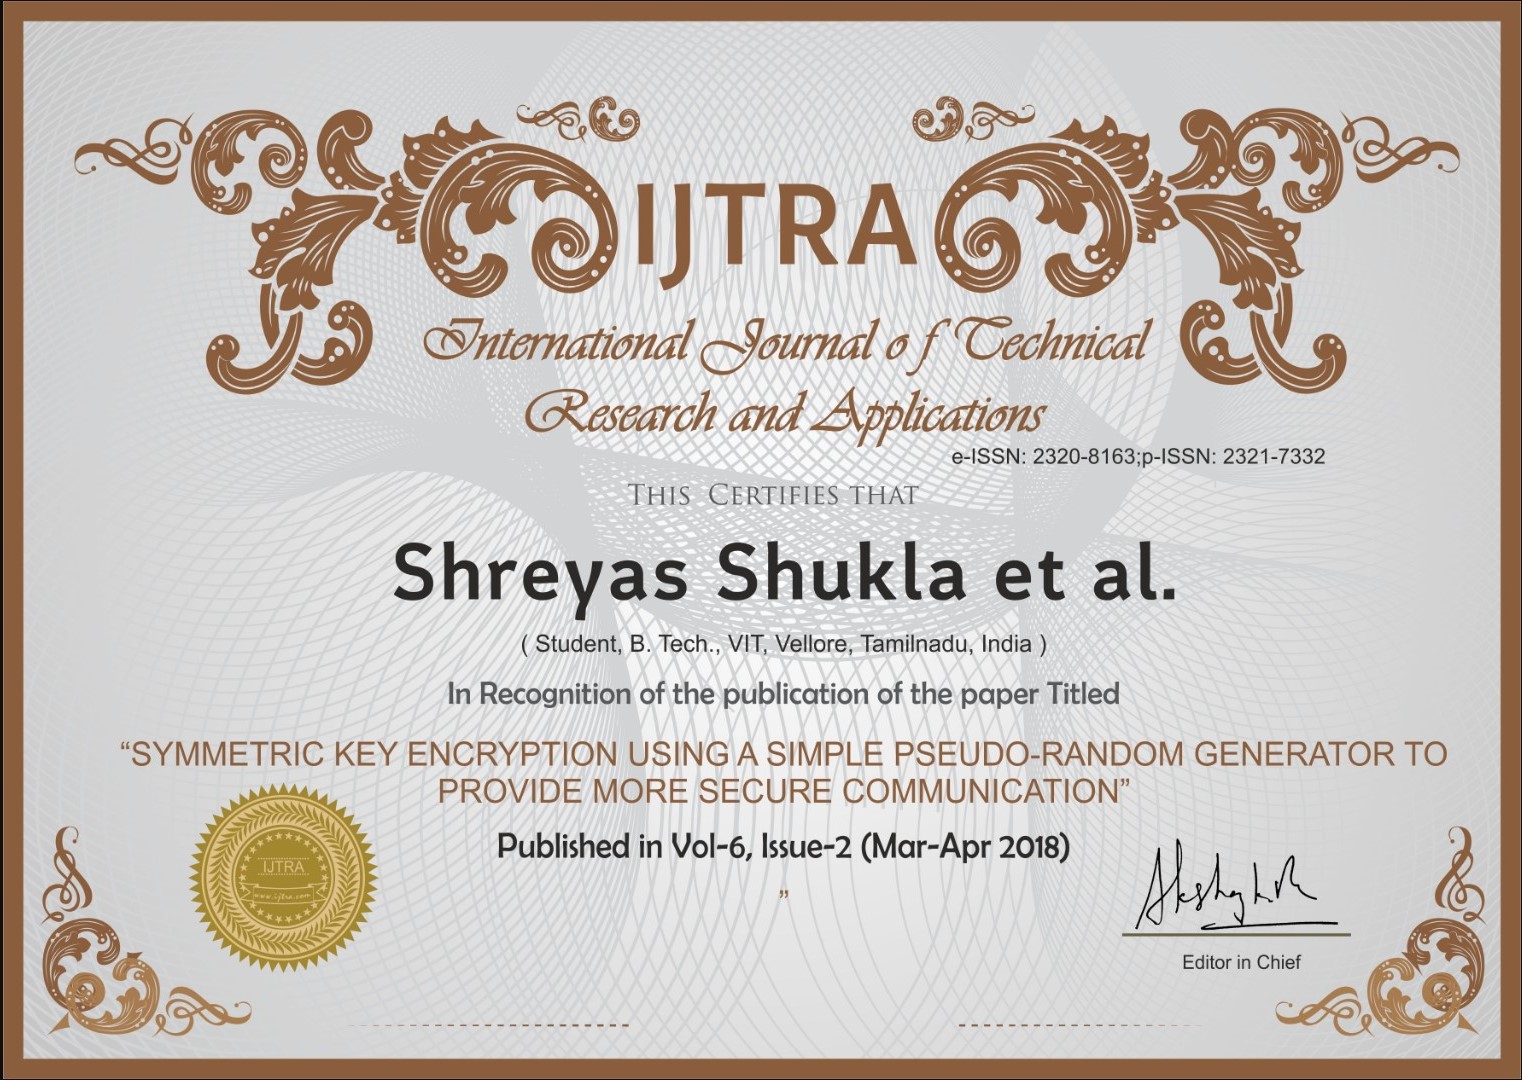 IJTRA
International Journal o f Technical
Research and Applications
e-ISSN: 2320-8163;p-ISSN: 2321-7332
THIS CERTIFIES THAT
Shreyas Shukla et al.
( Student, B. Tech., VIT, Vellore, Tamilnadu, India )
In Recognition of the publication of the paper Titled
“SYMMETRIC KEY ENCRYPTION USING A SIMPLE PSEUDO-RANDOM GENERATOR TO
PROVIDE MORE SECURE COMMUNICATION”
Published in Vol-6, Issue-2 (Mar-Apr 2018)
”
IJTRA
www.ijtra.com
Editor in Chief